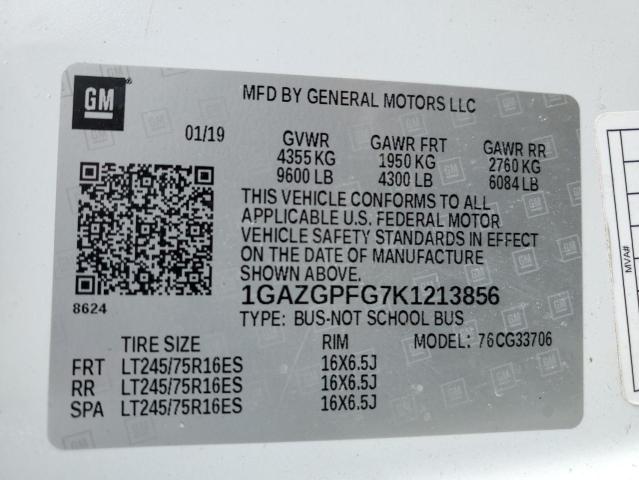 GM
MFD BY GENERAL MOTORS LLC
01/19 GVWR GAWR FRT GAWR RR
4355 KG 1950 KG 2760 KG
9600 LB 4300 LB 6084 LB
THIS VEHICLE CONFORMS TO ALL
APPLICABLE U.S. FEDERAL MOTOR
VEHICLE SAFETY STANDARDS IN EFFECT
ON THE DATE OF MANUFACTURE
SHOWN ABOVE.
8624
1GAZGPFG7K1213856
TYPE: BUS-NOT SCHOOL BUS
TIRE SIZE RIM MODEL: 76CG33706
FRT LT245/75R16ES 16X6.5J
RR LT245/75R16ES 16X6.5J
SPA LT245/75R16ES 16X6.5J
MVA#